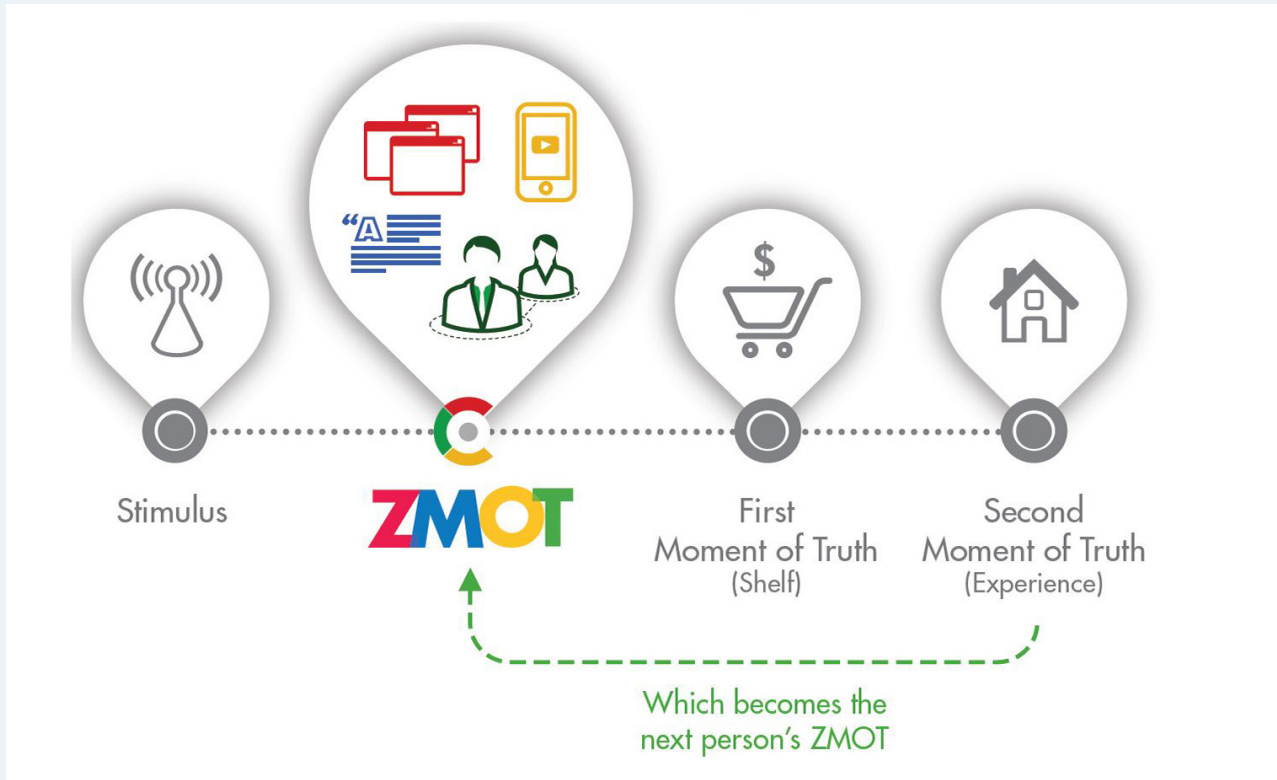 “A
$
Stimulus
ZMOT
First
Moment of Truth
(Shelf)
Second
Moment of Truth
(Experience)
Which becomes the
next person’s ZMOT